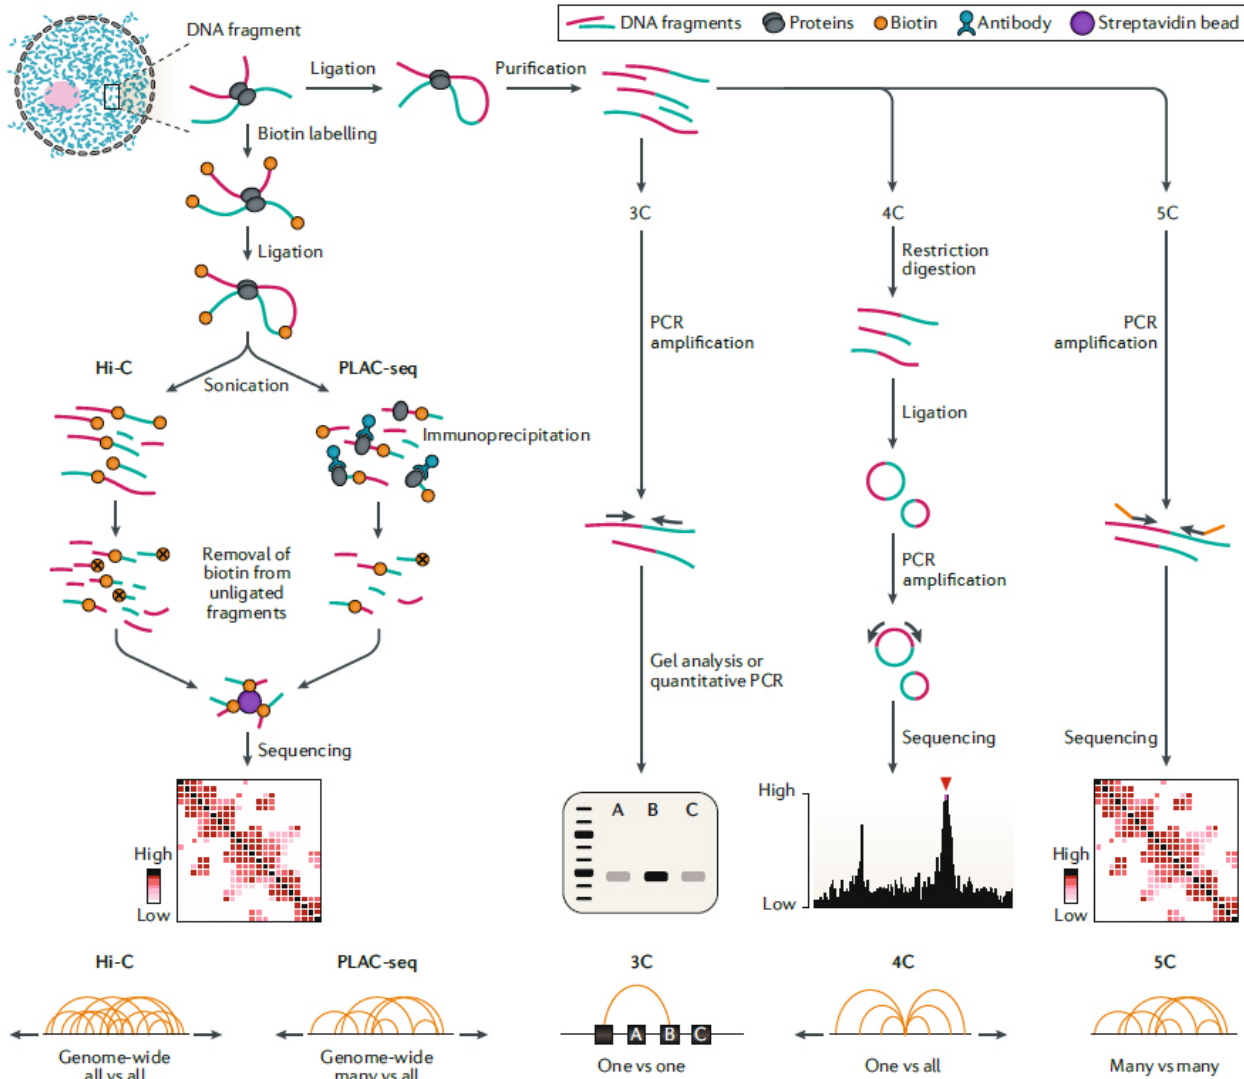 DNA fragments
Proteins
Biotin
Antibody
Streptavidin bead
DNA fragment
Ligation
Purification
Biotin labelling
3C
4C
5C
Ligation
Restriction
digestion
PCR
amplification
PCR
amplification
Hi-C
PLAC-seq
Sonication
Immunoprecipitation
Ligation
Removal of
biotin from
unligated
fragments
PCR
amplification
Gel analysis or
quantitative PCR
Sequencing
Sequencing
Sequencing
High
Low
A B C
High
Low
High
Low
Hi-C
PLAC-seq
3C
4C
5C
A B C
Genome-wide
all vs all
Genome-wide
many vs all
One vs one
One vs all
Many vs many